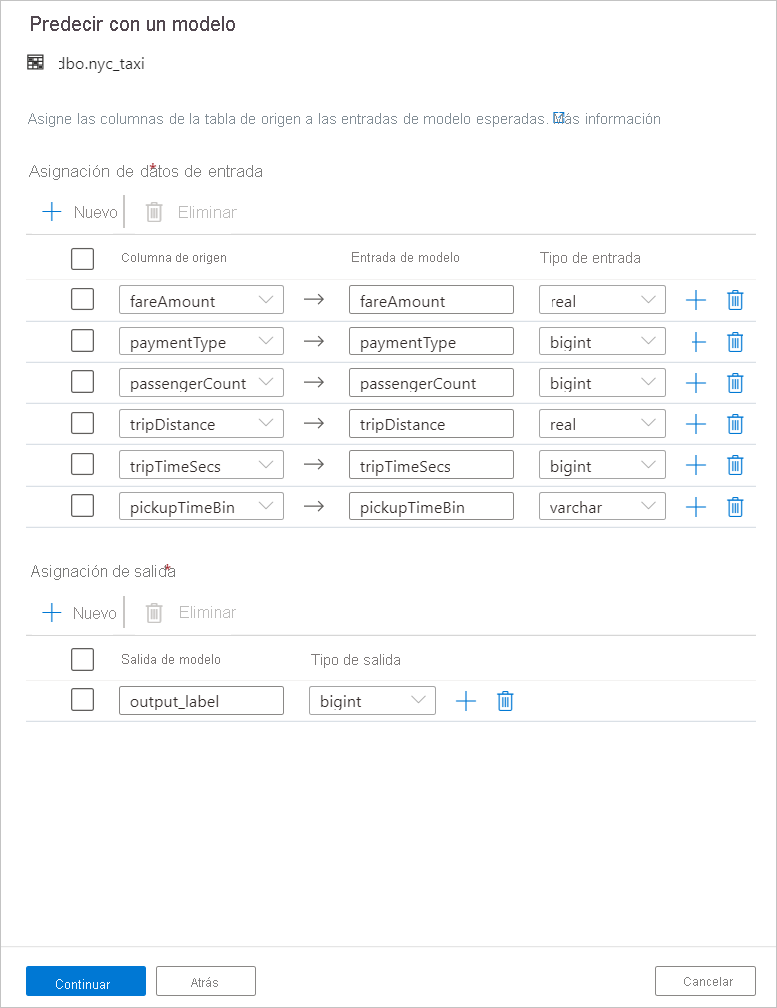 Predecir con un modelo
dbo.nyc_taxi
Asigne las columnas de la tabla de origen a las entradas de modelo esperadas. Más información
Asignación de datos de entrada *
Nuevo Eliminar
Columna de origen Entrada de modelo Tipo de entrada
fareAmount → fareAmount real
paymentType → paymentType bigint
passengerCount → passengerCount bigint
tripDistance → tripDistance real
tripTimeSecs → tripTimeSecs bigint
pickupTimeBin → pickupTimeBin varchar
Asignación de salida *
Nuevo Eliminar
Salida de modelo Tipo de salida
output_label bigint
Continuar Atrás Cancelar